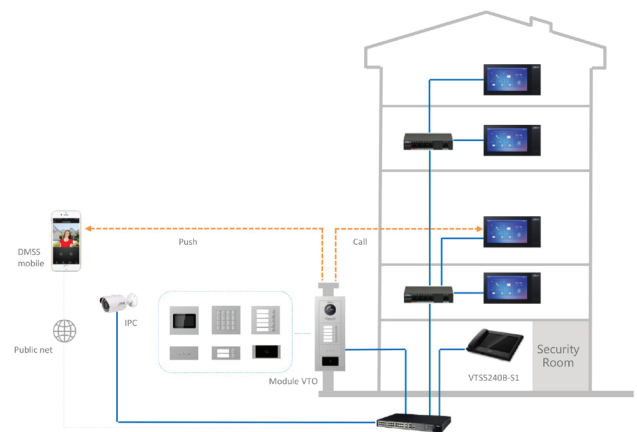 Push
Call
DMSS
mobile
IPC
Public net
Module VTO
VTS5240B-S1
Security
Room